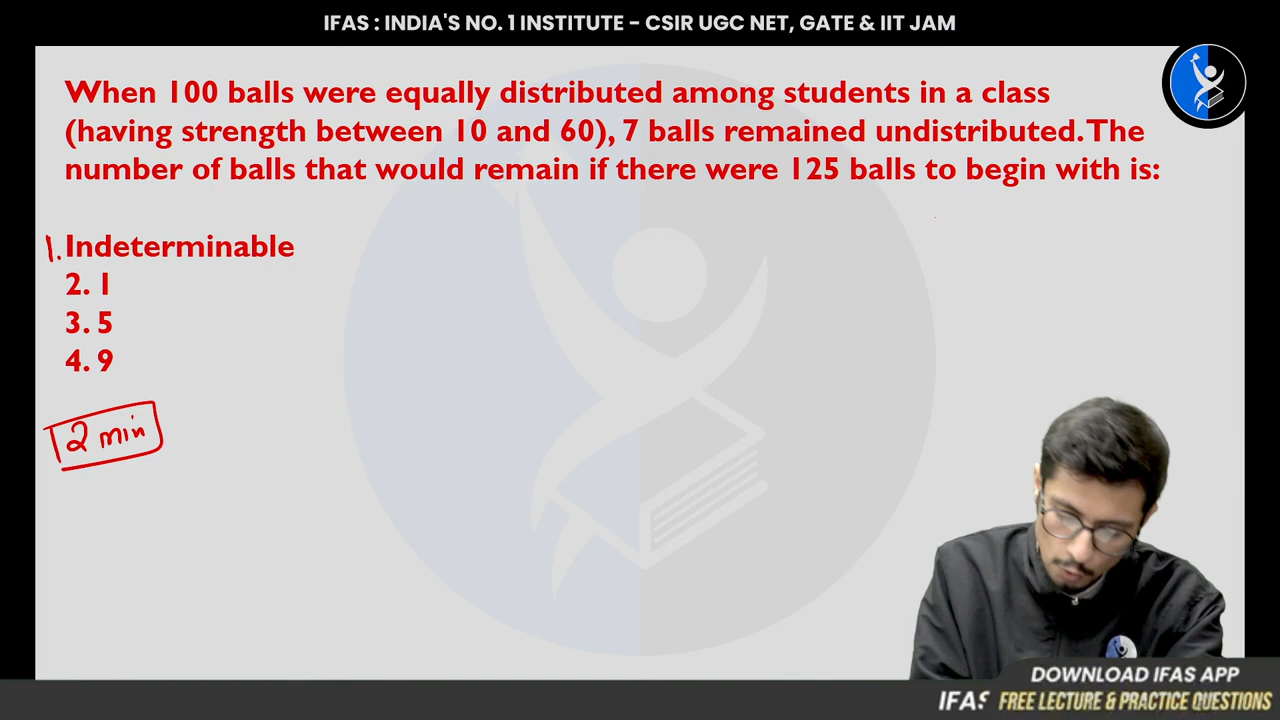 IFAS : INDIA'S NO. 1 INSTITUTE - CSIR UGC NET, GATE & IIT JAM
When 100 balls were equally distributed among students in a class
(having strength between 10 and 60), 7 balls remained undistributed. The
number of balls that would remain if there were 125 balls to begin with is:
1. Indeterminable
2. 1
3. 5
4. 9
2 min
DOWNLOAD IFAS APP
IFAS FREE LECTURE & PRACTICE QUESTIONS